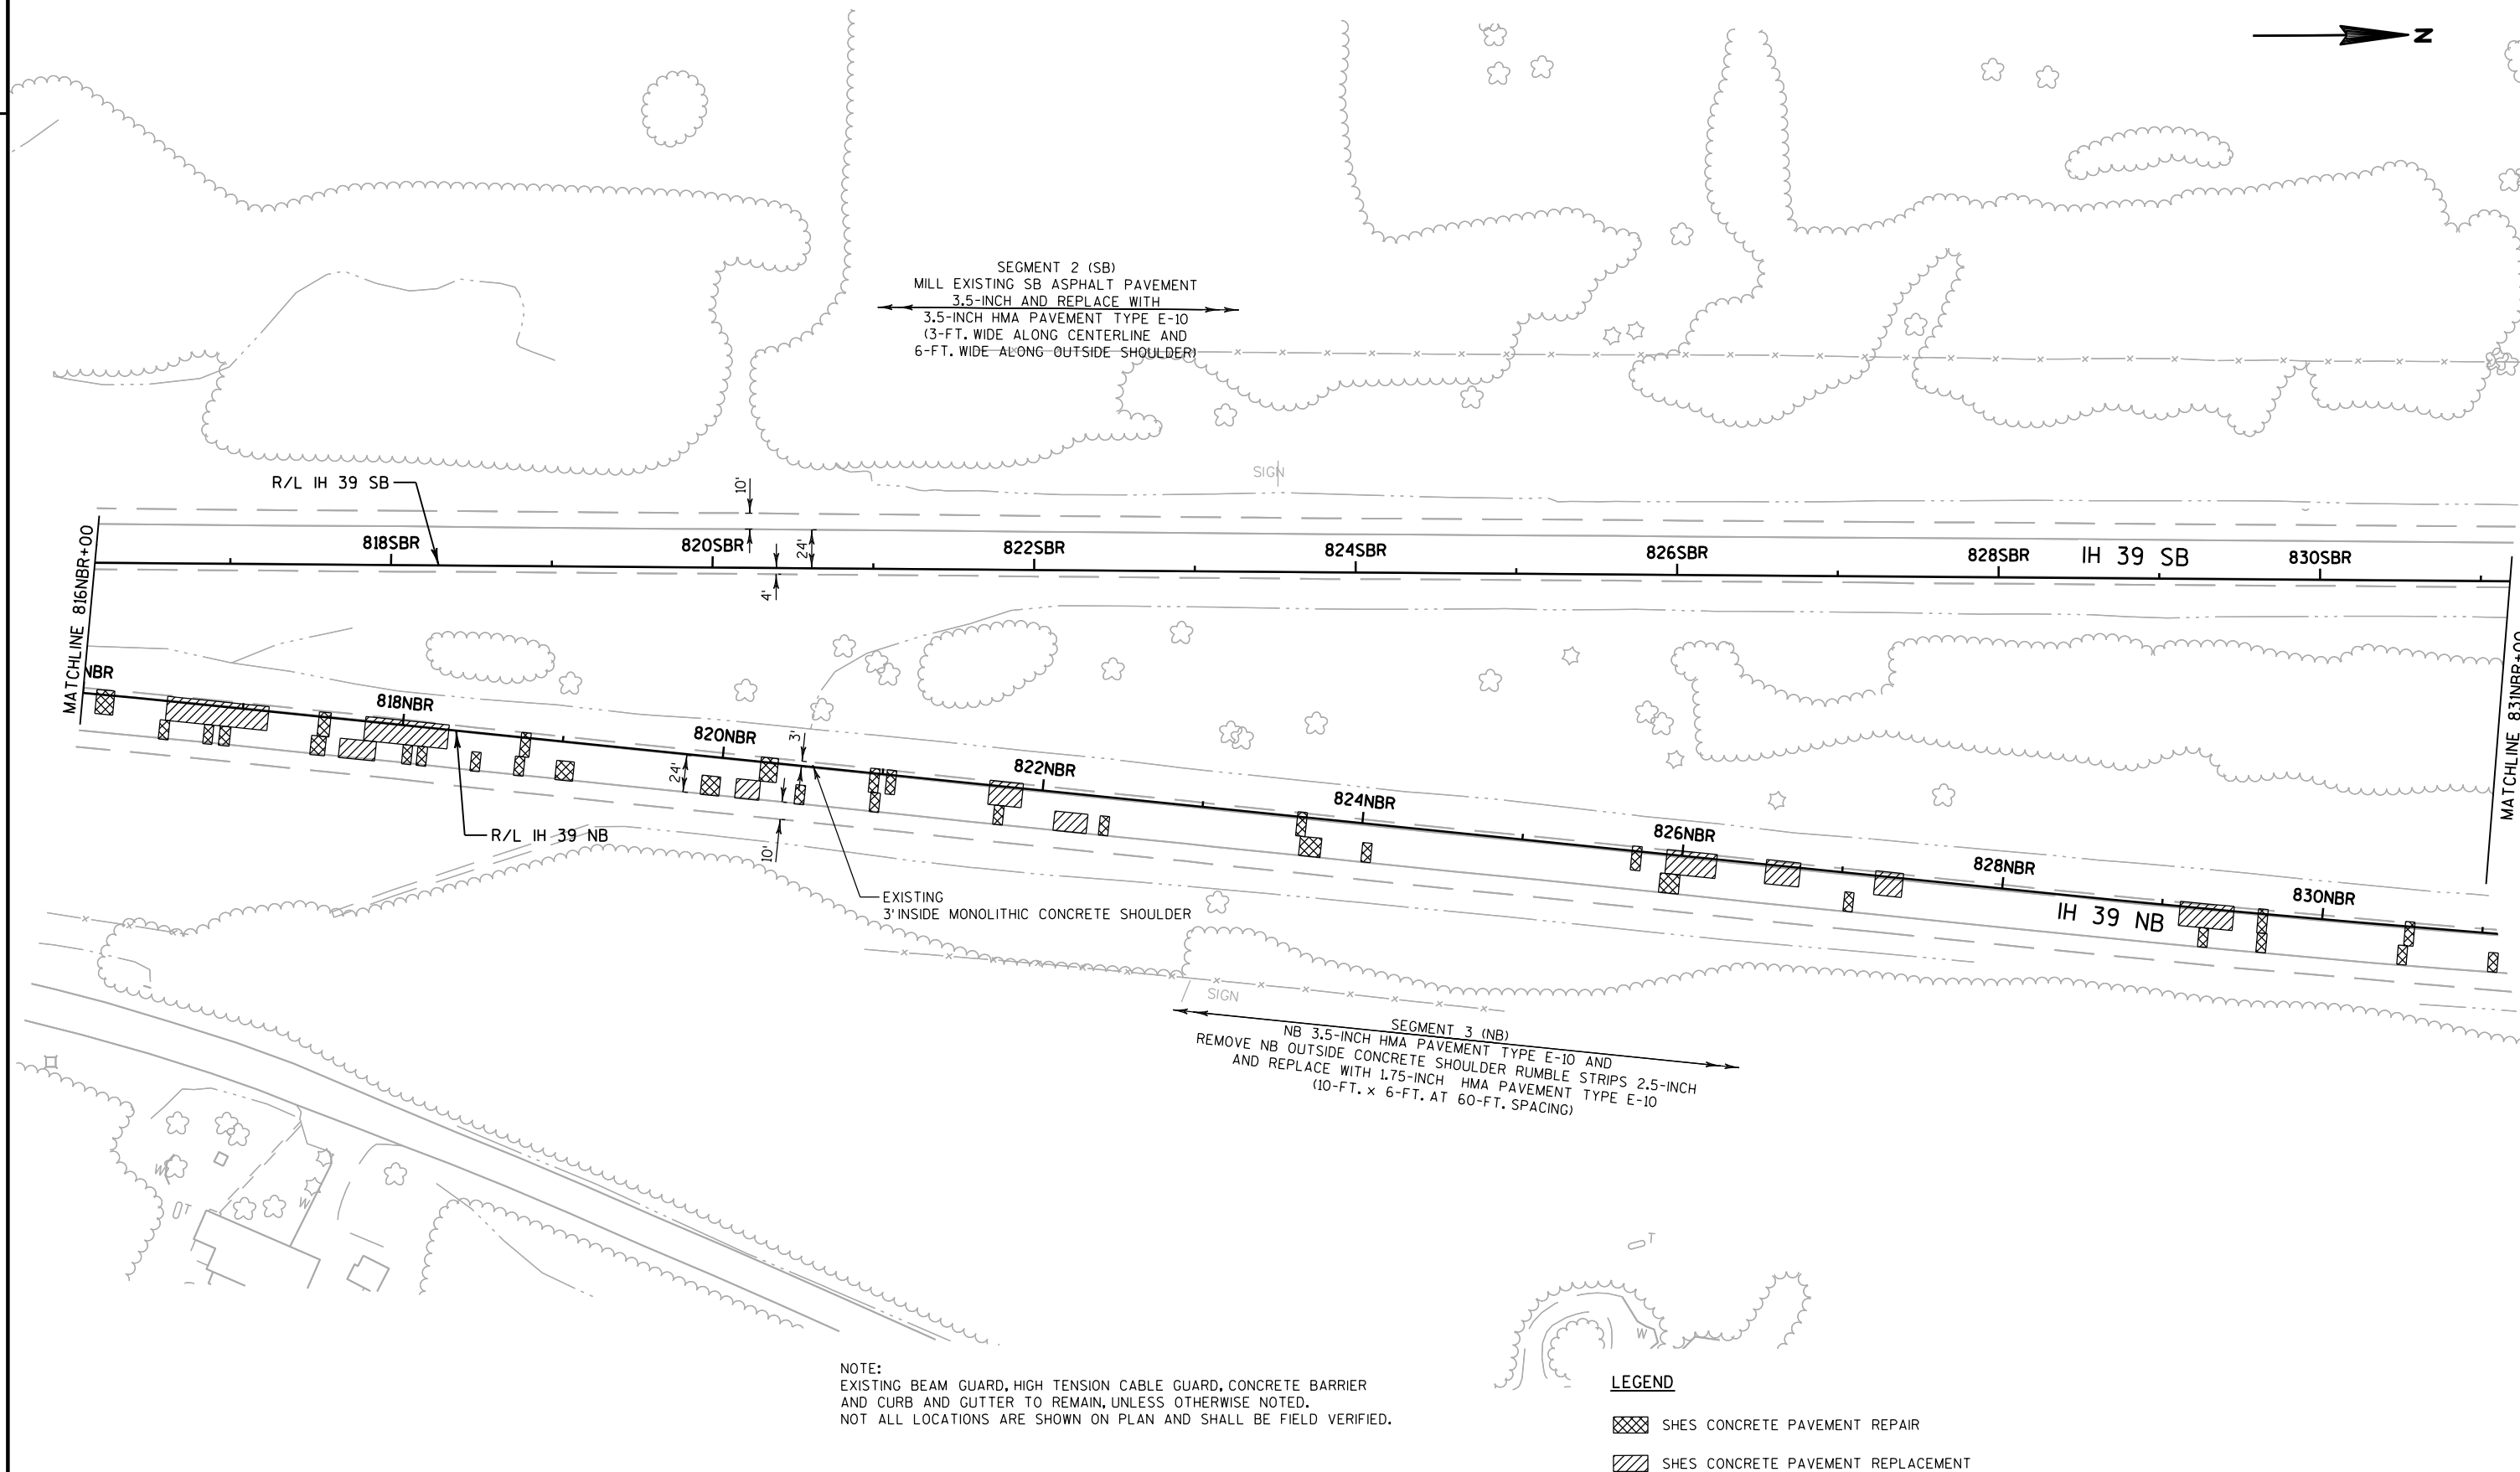 N
SEGMENT 2 (SB)
MILL EXISTING SB ASPHALT PAVEMENT
3.5-INCH AND REPLACE WITH
3.5-INCH HMA PAVEMENT TYPE E-10
(3-FT. WIDE ALONG CENTERLINE AND
6-FT. WIDE ALONG OUTSIDE SHOULDER)
SIGN
R/L IH 39 SB
10'
24'
4'
818SBR
820SBR
822SBR
824SBR
826SBR
828SBR
IH 39 SB
830SBR
MATCHLINE 816NBR+00
MATCHLINE 831NBR+00
NBR
818NBR
820NBR
822NBR
824NBR
826NBR
828NBR
830NBR
IH 39 NB
3'
24'
10'
R/L IH 39 NB
EXISTING
3' INSIDE MONOLITHIC CONCRETE SHOULDER
SIGN
SEGMENT 3 (NB)
NB 3.5-INCH HMA PAVEMENT TYPE E-10 AND
REMOVE NB OUTSIDE CONCRETE SHOULDER RUMBLE STRIPS 2.5-INCH
AND REPLACE WITH 1.75-INCH HMA PAVEMENT TYPE E-10
(10-FT. x 6-FT. AT 60-FT. SPACING)
W
W
T
T
W
NOTE:
EXISTING BEAM GUARD, HIGH TENSION CABLE GUARD, CONCRETE BARRIER
AND CURB AND GUTTER TO REMAIN, UNLESS OTHERWISE NOTED.
NOT ALL LOCATIONS ARE SHOWN ON PLAN AND SHALL BE FIELD VERIFIED.
LEGEND
SHES CONCRETE PAVEMENT REPAIR
SHES CONCRETE PAVEMENT REPLACEMENT